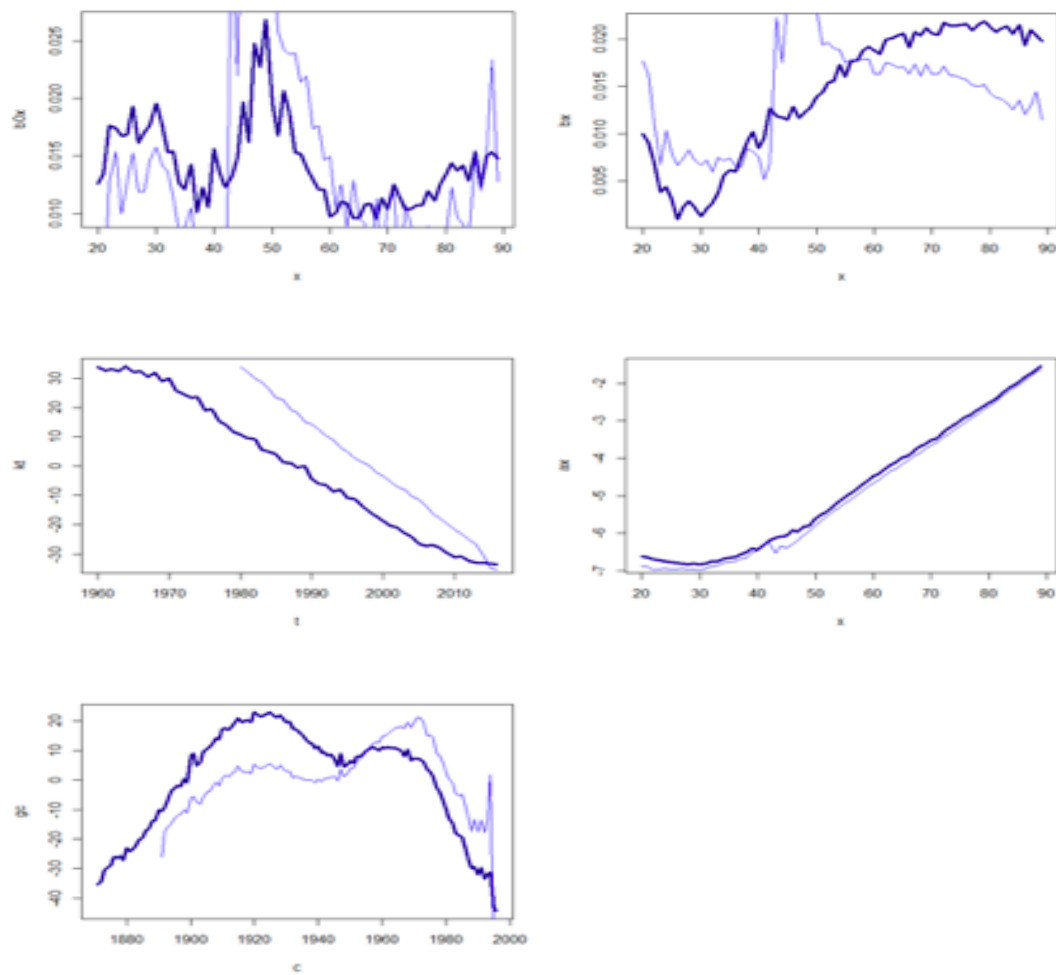 b0x
0.010 0.015 0.020 0.025
20 30 40 50 60 70 80 90
x
bx
0.005 0.010 0.015 0.020
20 30 40 50 60 70 80 90
x
kt
-30 -20 -10 0 10 20 30
1960 1970 1980 1990 2000 2010
t
ax
-7 -6 -5 -4 -3 -2
20 30 40 50 60 70 80 90
x
gc
-40 -30 -20 -10 0 10 20
1880 1900 1920 1940 1960 1980 2000
c